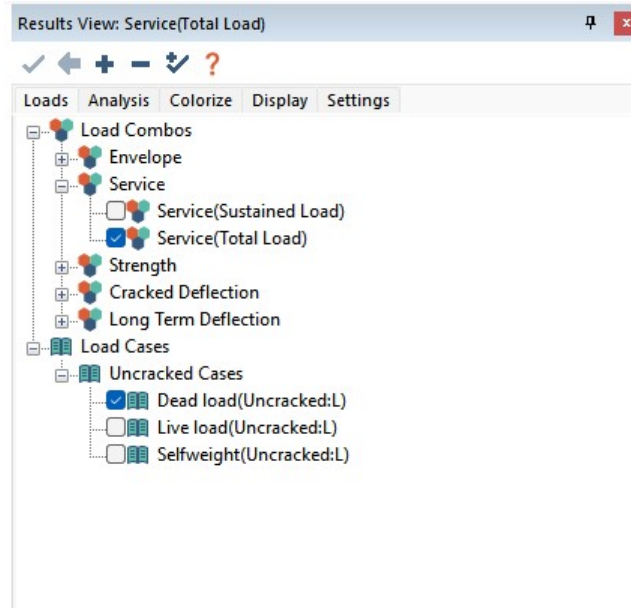 Results View: Service(Total Load)
Loads Analysis Colorize Display Settings
Load Combos
Envelope
Service
Service(Sustained Load)
Service(Total Load)
Strength
Cracked Deflection
Long Term Deflection
Load Cases
Uncracked Cases
Dead load(Uncracked:L)
Live load(Uncracked:L)
Selfweight(Uncracked:L)